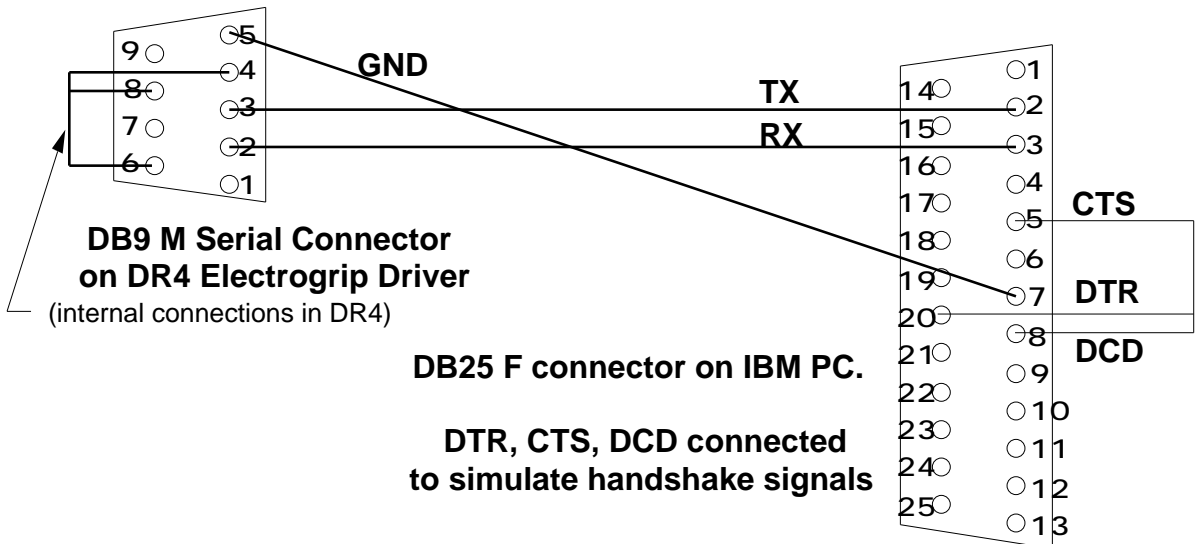 9
5
4
8
3
7
2
6
1
GND
TX
RX
DB9 M Serial Connector
on DR4 Electrogrip Driver
(internal connections in DR4)
1
14
2
15
3
16
4
17
5
18
6
19
7
20
8
21
9
22
10
23
11
24
12
25
13
CTS
DTR
DCD
DB25 F connector on IBM PC.
DTR, CTS, DCD connected
to simulate handshake signals